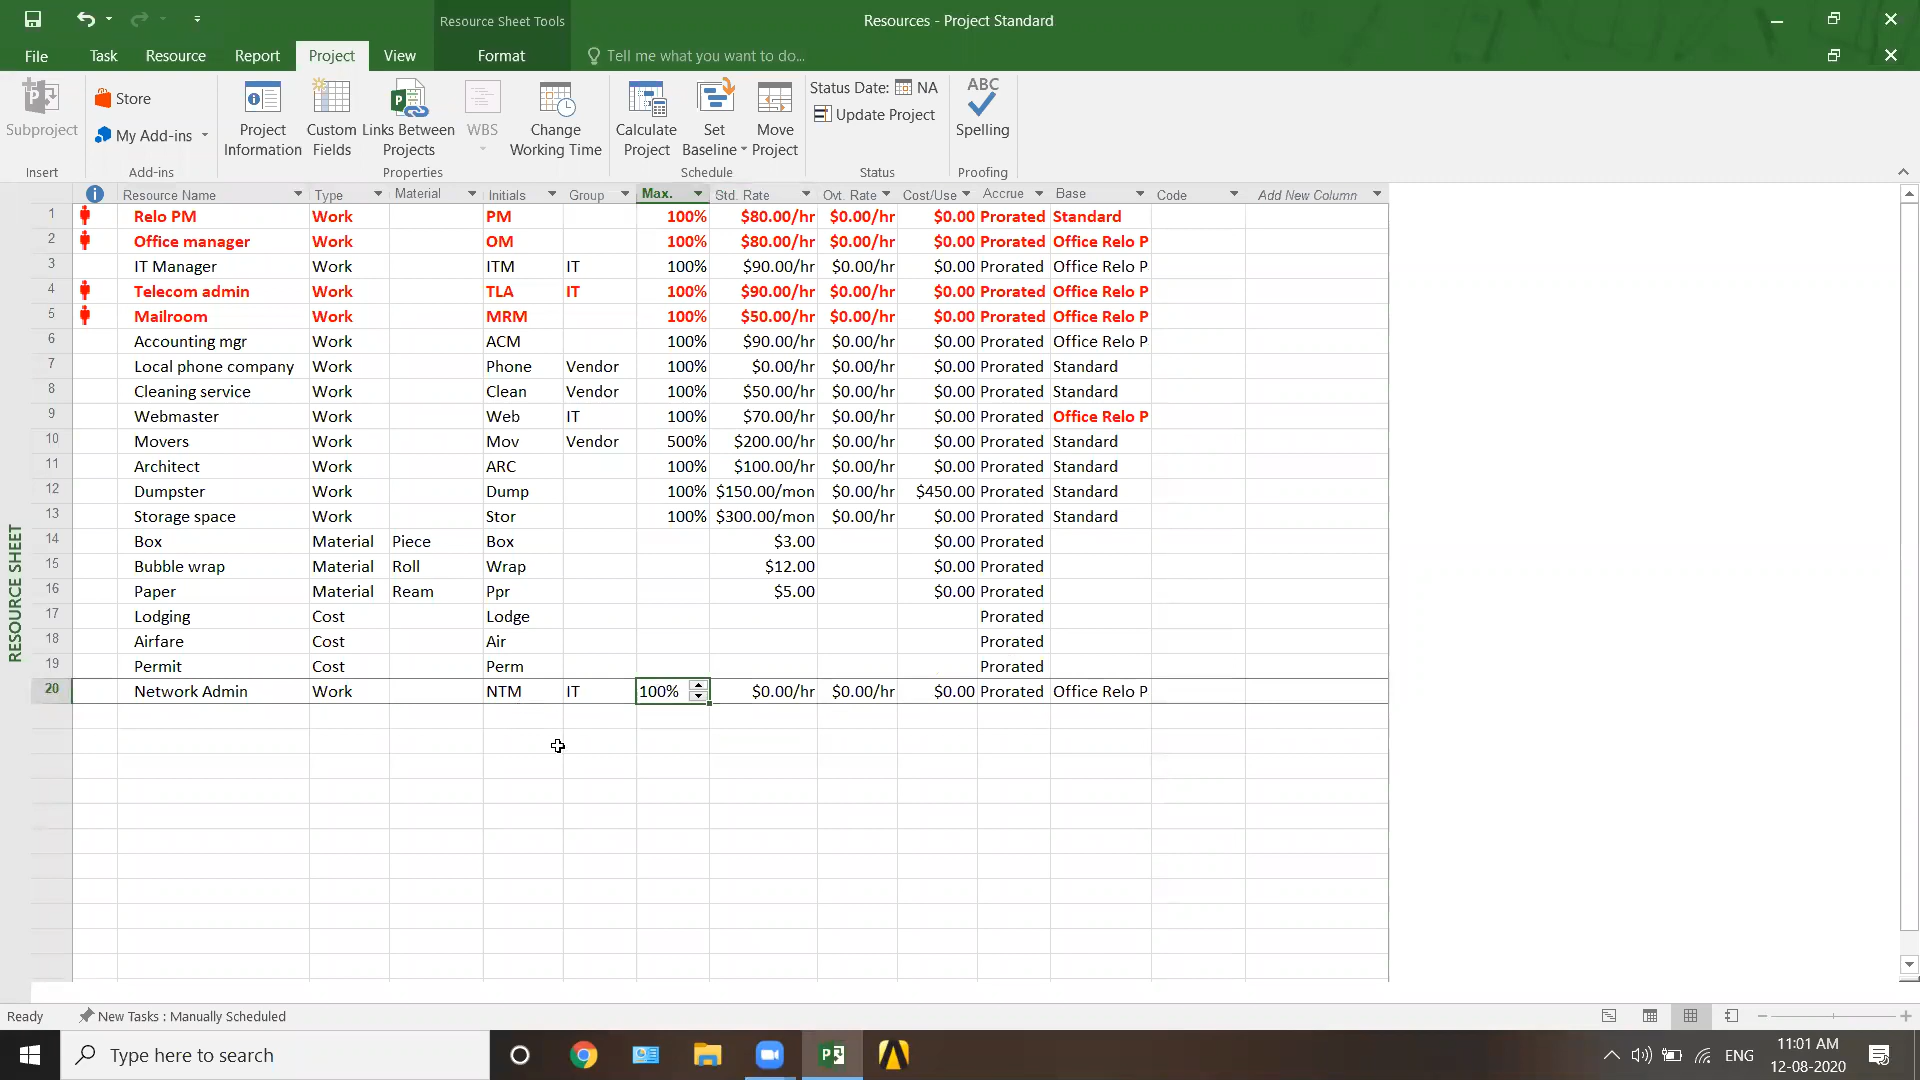 Resource Sheet Tools
Resources - Project Standard
File Task Resource Report Project View Format Tell me what you want to do...
Subproject
Store
My Add-ins
Project Information
Custom Fields
Links Between Projects
WBS
Change Working Time
Calculate Project
Set Baseline
Move Project
Status Date: NA
Update Project
ABC
Spelling
Insert Add-ins Properties Schedule Status Proofing
Resource Name Type Material Initials Group Max. Std. Rate Ovt. Rate Cost/Use Accrue Base Code Add New Column
1 Relo PM Work PM 100% $80.00/hr $0.00/hr $0.00 Prorated Standard
2 Office manager Work OM 100% $80.00/hr $0.00/hr $0.00 Prorated Office Relo P
3 IT Manager Work ITM IT 100% $90.00/hr $0.00/hr $0.00 Prorated Office Relo P
4 Telecom admin Work TLA IT 100% $90.00/hr $0.00/hr $0.00 Prorated Office Relo P
5 Mailroom Work MRM 100% $50.00/hr $0.00/hr $0.00 Prorated Office Relo P
6 Accounting mgr Work ACM 100% $90.00/hr $0.00/hr $0.00 Prorated Office Relo P
7 Local phone company Work Phone Vendor 100% $0.00/hr $0.00/hr $0.00 Prorated Standard
8 Cleaning service Work Clean Vendor 100% $50.00/hr $0.00/hr $0.00 Prorated Standard
9 Webmaster Work Web IT 100% $70.00/hr $0.00/hr $0.00 Prorated Office Relo P
10 Movers Work Mov Vendor 500% $200.00/hr $0.00/hr $0.00 Prorated Standard
11 Architect Work ARC 100% $100.00/hr $0.00/hr $0.00 Prorated Standard
12 Dumpster Work Dump 100% $150.00/mon $0.00/hr $450.00 Prorated Standard
13 Storage space Work Stor 100% $300.00/mon $0.00/hr $0.00 Prorated Standard
14 Box Material Piece Box $3.00 $0.00 Prorated
15 Bubble wrap Material Roll Wrap $12.00 $0.00 Prorated
16 Paper Material Ream Ppr $5.00 $0.00 Prorated
17 Lodging Cost Lodge Prorated
18 Airfare Cost Air Prorated
19 Permit Cost Perm Prorated
20 Network Admin Work NTM IT 100% $0.00/hr $0.00/hr $0.00 Prorated Office Relo P
RESOURCE SHEET
Ready New Tasks : Manually Scheduled
Type here to search
ENG
11:01 AM
12-08-2020